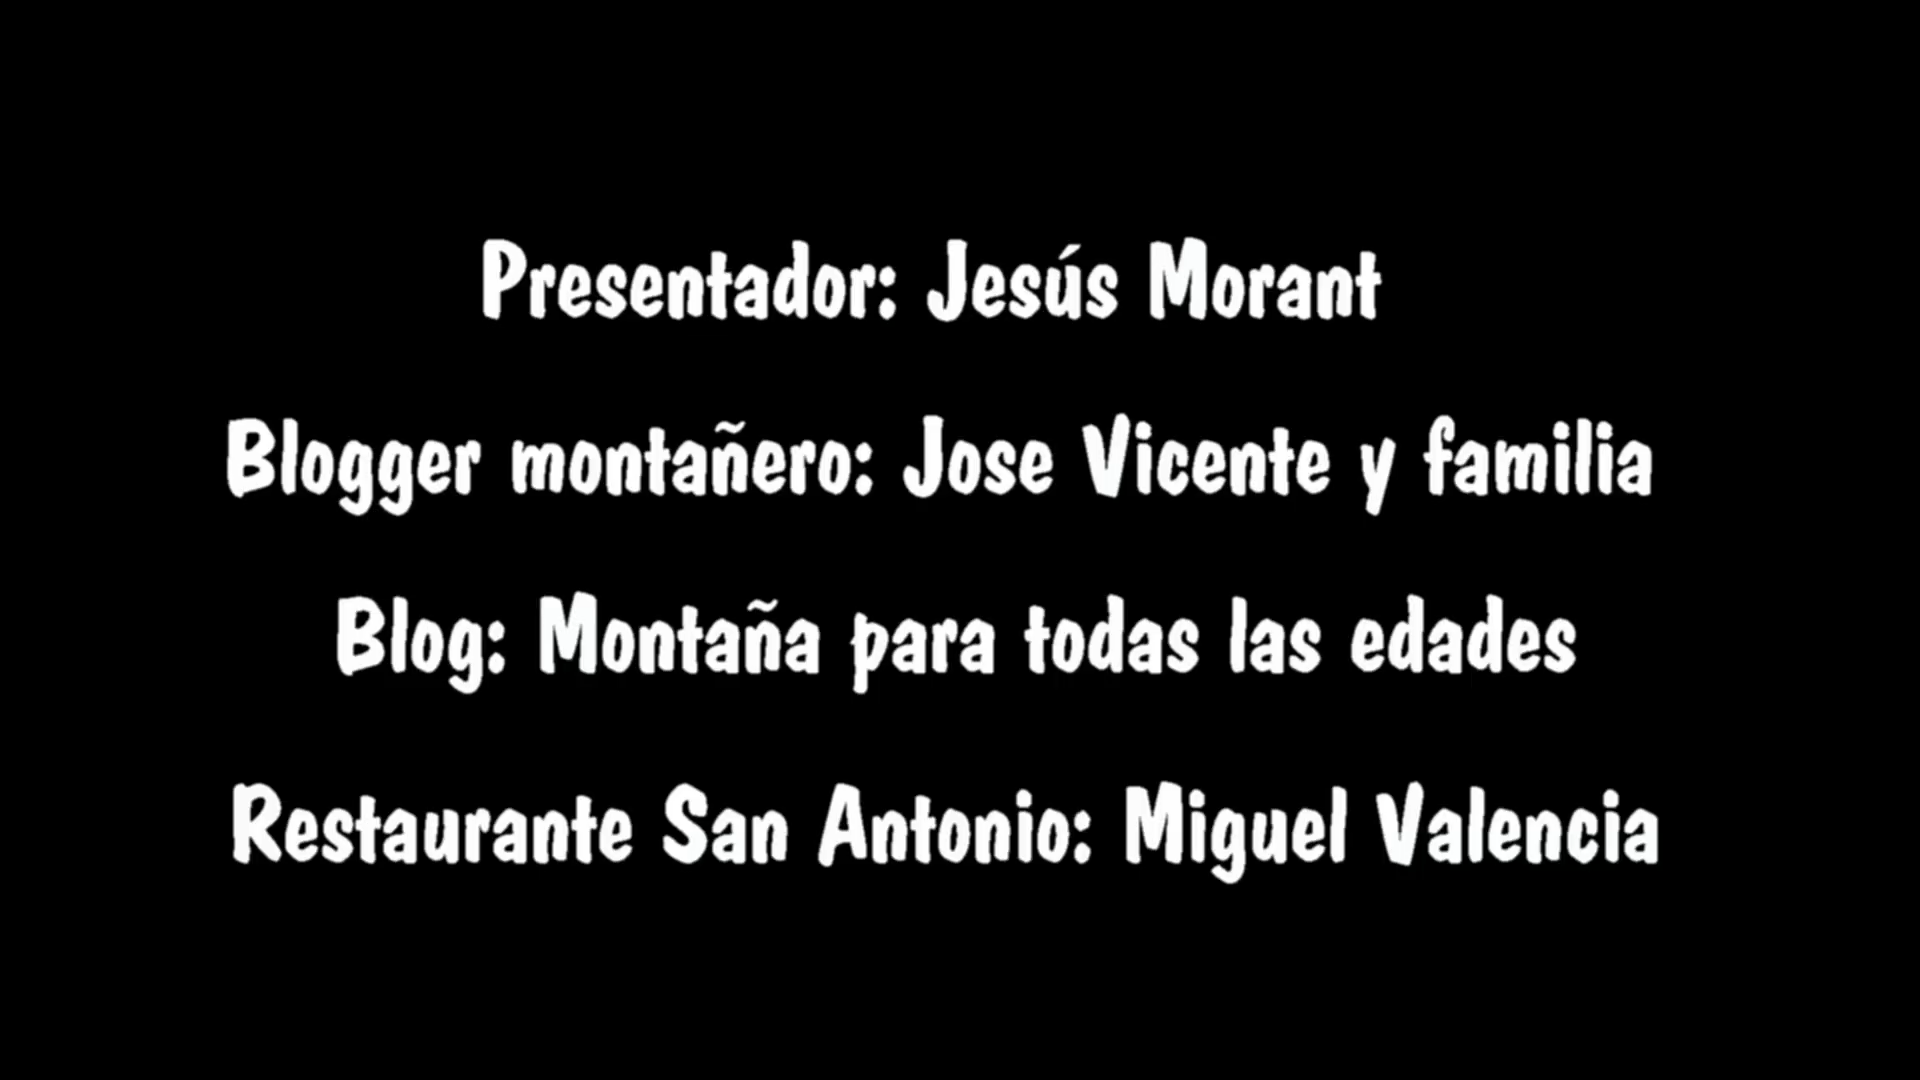 Presentador: Jesús Morant
Blogger montañero: Jose Vicente y familia
Blog: Montaña para todas las edades
Restaurante San Antonio: Miguel Valencia